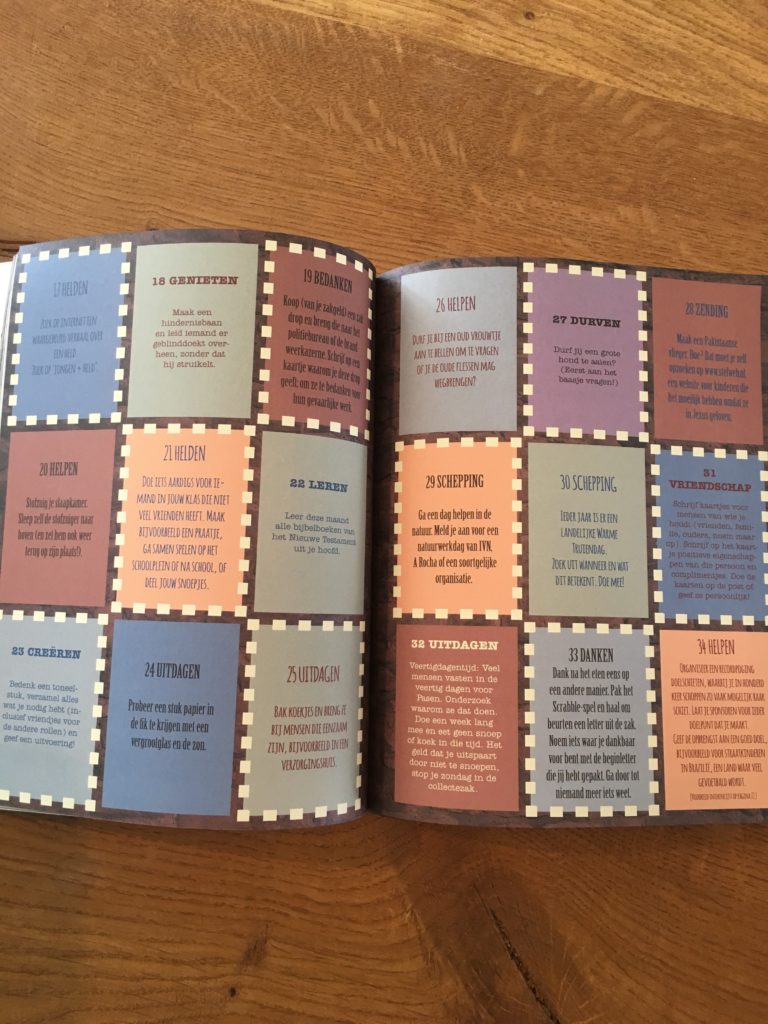 17 HELDEN
ZOEK OP INTERNET EEN
WAARGEBEURD VERHAAL OVER
EEN HELD.
ZOEK OP "JONGEN + HELD".
18 GENIETEN
Maak een
hindernisbaan
en leid iemand er
geblinddoekt over-
heen, zonder dat
hij struikelt.
19 BEDANKEN
Koop (van je zakgeld) een zak
drop en breng die naar het
politiebureau of de brand-
weerkazerne. Schrijf op een
kaartje waarom je deze drop
geeft: om ze te bedanken voor
hun gevaarlijke werk.
20 HELPEN
Stofzuig je slaapkamer.
Sleep zelf de stofzuiger naar
boven (en zet hem ook weer
terug op zijn plaats!).
21 HELDEN
DOE IETS AARDIGS VOOR IE-
MAND IN JOUW KLAS DIE NIET
VEEL VRIENDEN HEEFT. MAAK
BIJVOORBEELD EEN PRAATJE,
GA SAMEN SPELEN OP HET
SCHOOLPLEIN OF NA SCHOOL, OF
DEEL JOUW SNOEPJES.
22 LEREN
Leer deze maand
alle bijbelboeken van
het Nieuwe Testament
uit je hoofd.
23 CREËREN
Bedenk een toneel-
stuk, verzamel alles
wat je nodig hebt (in-
clusief vriendjes voor
de andere rollen) en
geef een uitvoering!
24 UITDAGEN
Probeer een stuk papier in
de fik te krijgen met een
vergrootglas en de zon.
25 UITDAGEN
BAK KOEKJES EN BRENG ZE
BIJ MENSEN DIE EENZAAM
ZIJN, BIJVOORBEELD IN EEN
VERZORGINGSHUIS.
26 HELPEN
DURF JE BIJ EEN OUD VROUWTJE
AAN TE BELLEN OM TE VRAGEN
OF JE DE OUDE FLESSEN MAG
WEGBRENGEN?
27 DURVEN
Durf jij een grote
hond te aaien?
(Eerst aan het
baasje vragen!)
28 ZENDING
Maak een Pakistaanse
vlieger. Hoe? Dat moet je zelf
opzoeken op www.stelwel.nl,
een website voor kinderen die
het moeilijk hebben omdat ze
in Jezus geloven.
29 SCHEPPING
Ga een dag helpen in de
natuur. Meld je aan voor een
natuurwerkdag van IVN,
A Rocha of een soortgelijke
organisatie.
30 SCHEPPING
IEDER JAAR IS ER EEN
LANDELIJKE WARME
TRUIENDAG.
ZOEK UIT WANNEER EN WAT
DIT BETEKENT. DOE MEE!
31
VRIENDSCHAP
Schrijf kaartjes voor
mensen van wie je
houdt (vrienden, fami-
lie, ouders, noem maar
op). Schrijf op het kaart-
je positieve eigenschap-
pen van die persoon en
complimentjes. Doe de
kaarten op de post of
geef ze persoonlijk!
32 UITDAGEN
Veertigdagentijd: Veel
mensen vasten in de
veertig dagen voor
Pasen. Onderzoek
waarom ze dat doen.
Doe een week lang
mee en eet geen snoep
of koek in die tijd. Het
geld dat je uitspaart
door niet te snoepen,
stop je zondag in de
collectezak.
33 DANKEN
Dank na het eten eens op
een andere manier. Pak het
Scrabble-spel en haal om
beurten een letter uit de zak.
Noem iets waar je dankbaar
voor bent met de beginletter
die jij hebt gepakt. Ga door tot
niemand meer iets weet.
34 HELPEN
ORGANISEER EEN RECORDPOGING
DOELSCHIETEN, WAARBIJ JE IN HONDERD
KEER SCHOPPEN ZO VAAK MOGELIJK RAAK
SCHIET. LAAT JE SPONSOREN VOOR IEDER
DOELPUNT DAT JE MAAKT.
GEEF DE OPBRENGST AAN EEN GOED DOEL,
BIJVOORBEELD VOOR STRAATKINDEREN
IN BRAZILIË, EEN LAND WAAR VEEL
GEVOETBALD WORDT.